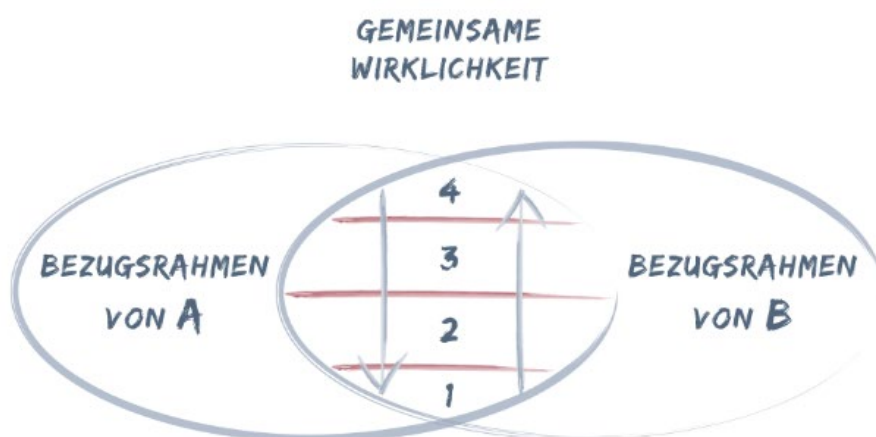 GEMEINSAME
WIRKLICHKEIT
4
3
BEZUGSRAHMEN
VON A
BEZUGSRAHMEN
VON B
2
1